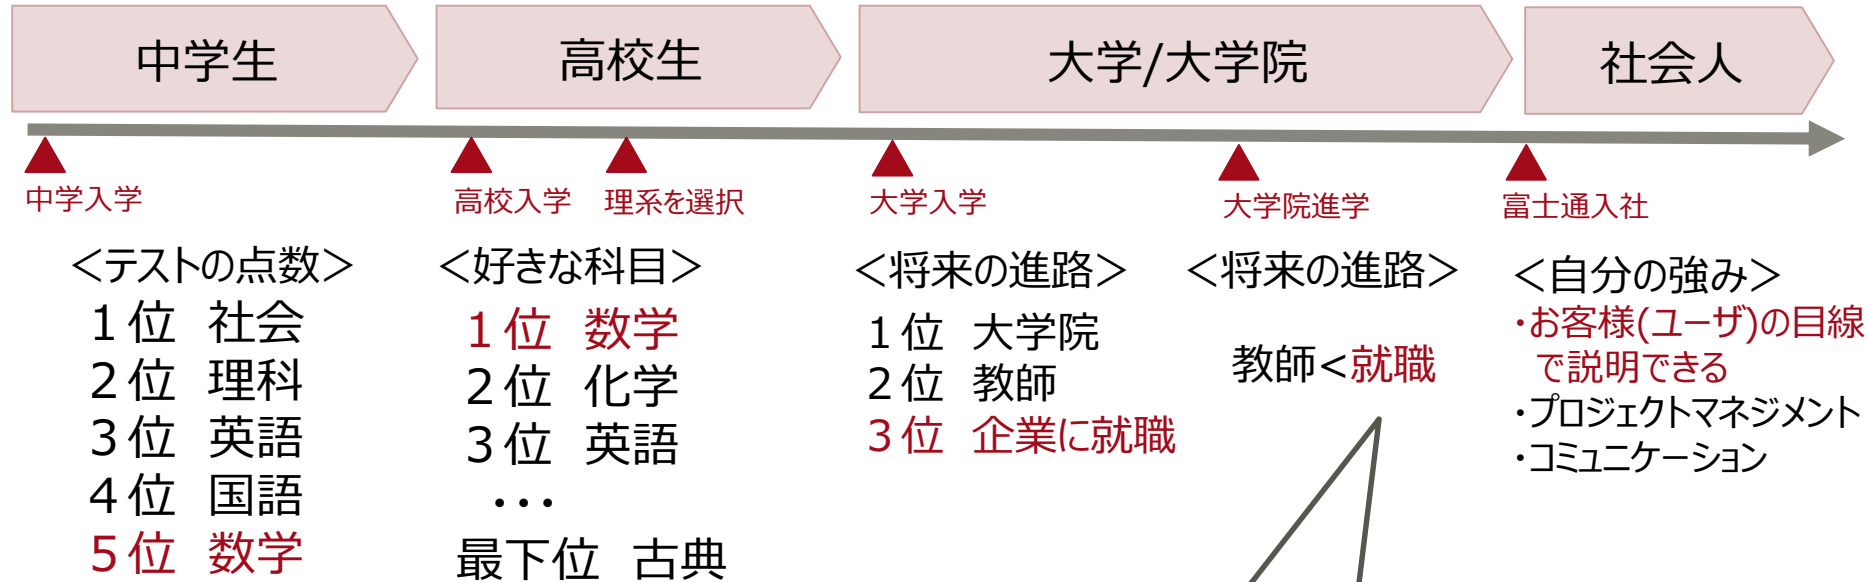 中学生
高校生
大学/大学院
社会人
中学入学
高校入学
理系を選択
大学入学
大学院進学
富士通入社
＜テストの点数＞
１位　社会
２位　理科
３位　英語
４位　国語
５位　数学
＜好きな科目＞
１位　数学
２位　化学
３位　英語
・・・
最下位　古典
＜将来の進路＞
１位　大学院
２位　教師
３位　企業に就職
＜将来の進路＞
教師<就職
＜自分の強み＞
・お客様(ユーザ)の目線
で説明できる
・プロジェクトマネジメント
・コミュニケーション